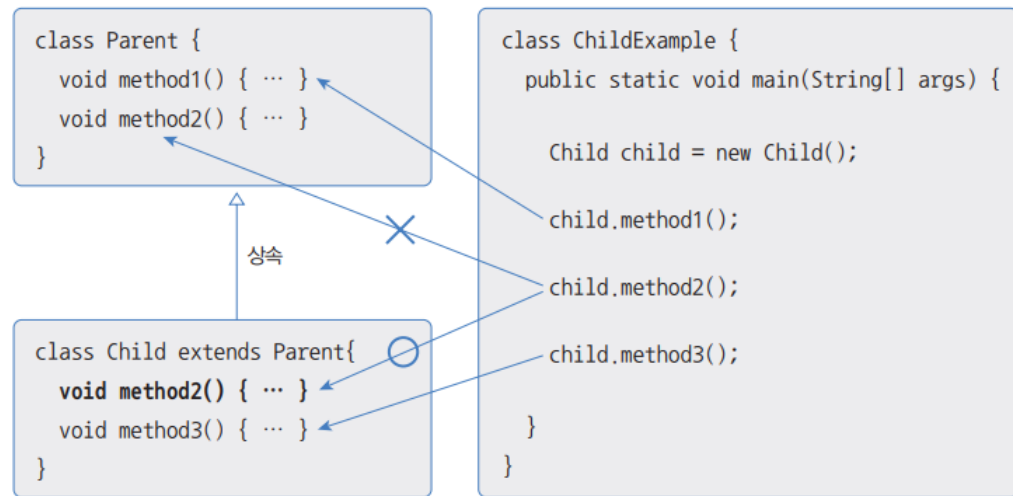 class Parent {
void method1() { … }
void method2() { … }
}
상속
class Child extends Parent{
void method2() { … }
void method3() { … }
}
class ChildExample {
public static void main(String[] args) {
Child child = new Child();
child.method1();
child.method2();
child.method3();
}
}